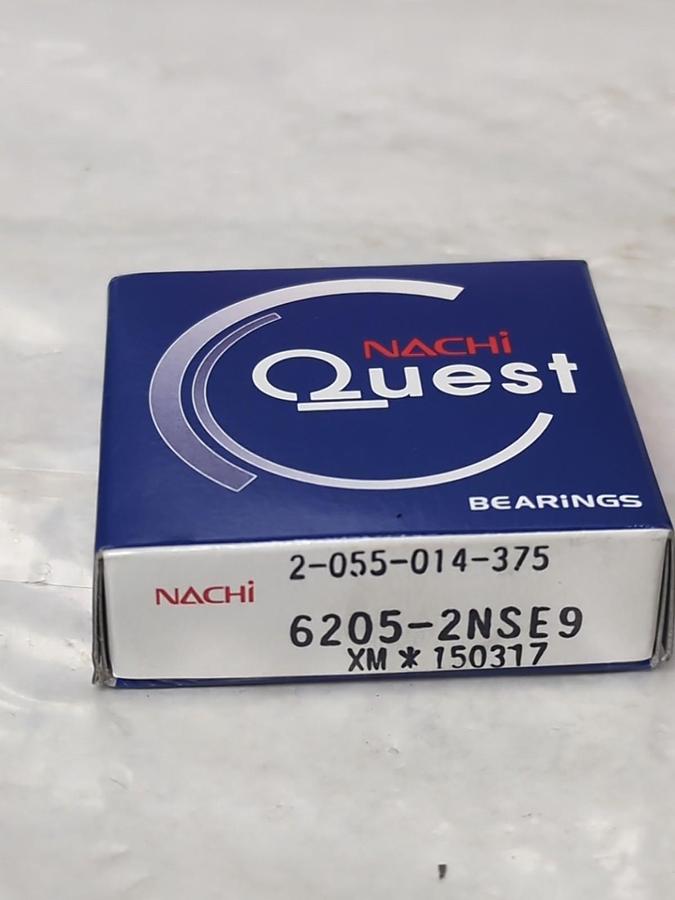 NACHi
Quest
BEARiNGS
2-055-014-375
NACHi
6205-2NSE9
XM * 150317